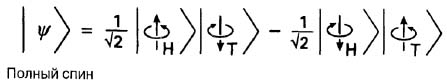 |ψ⟩ = 1/√2 |↑H⟩|↓T⟩ − 1/√2 |↓H⟩|↑T⟩
Полный спин